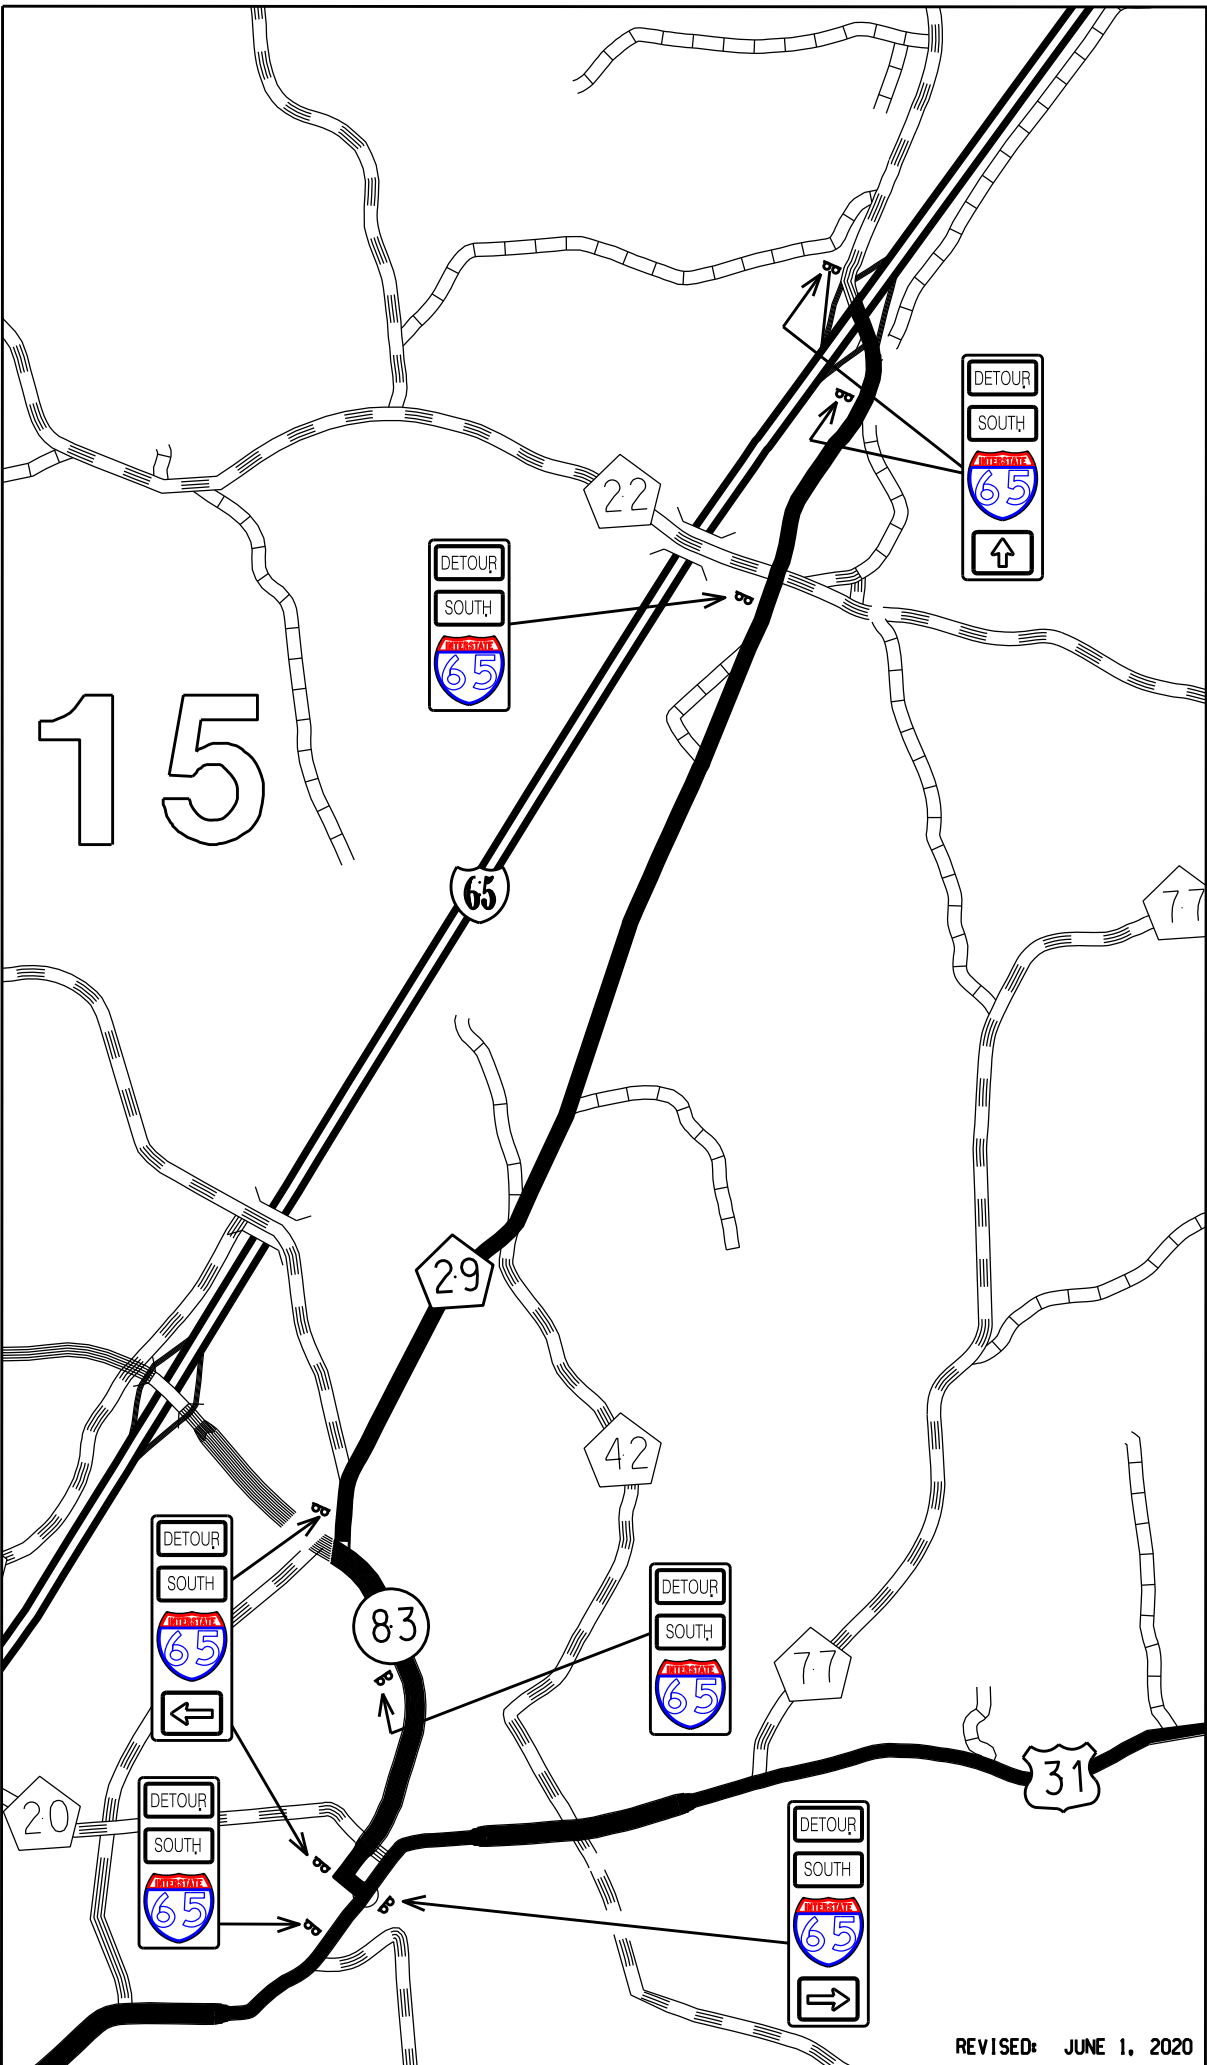 DETOUR
SOUTH
INTERSTATE
65
22
DETOUR
SOUTH
INTERSTATE
65
15
65
77
29
42
DETOUR
SOUTH
INTERSTATE
65
83
DETOUR
SOUTH
INTERSTATE
65
77
31
20
DETOUR
SOUTH
INTERSTATE
65
DETOUR
SOUTH
INTERSTATE
65
REVISED: JUNE 1, 2020